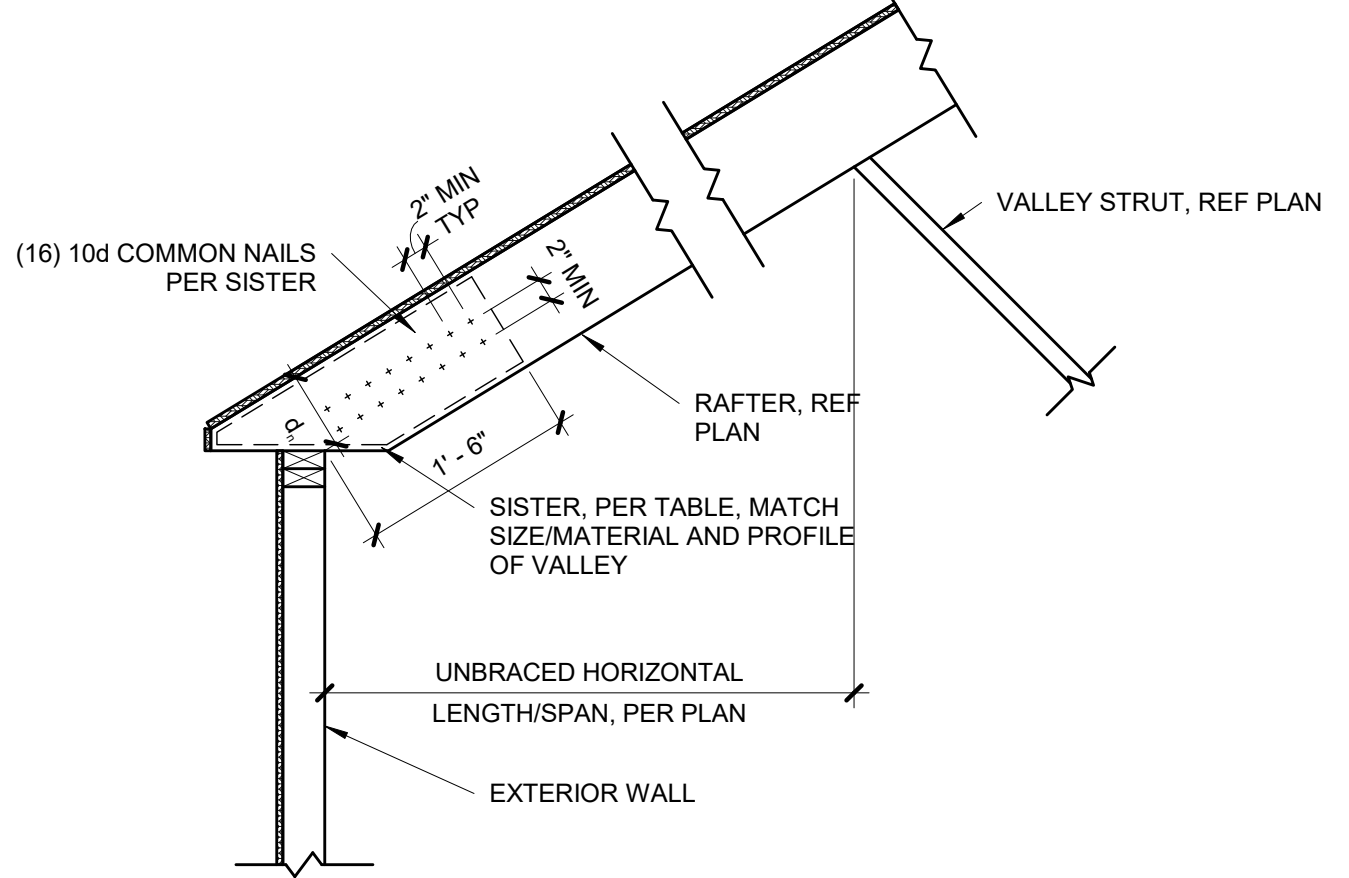 2" MIN
TYP
(16) 10d COMMON NAILS
PER SISTER
2" MIN
VALLEY STRUT, REF PLAN
dn
RAFTER, REF
PLAN
1' - 6"
SISTER, PER TABLE, MATCH
SIZE/MATERIAL AND PROFILE
OF VALLEY
UNBRACED HORIZONTAL
LENGTH/SPAN, PER PLAN
EXTERIOR WALL